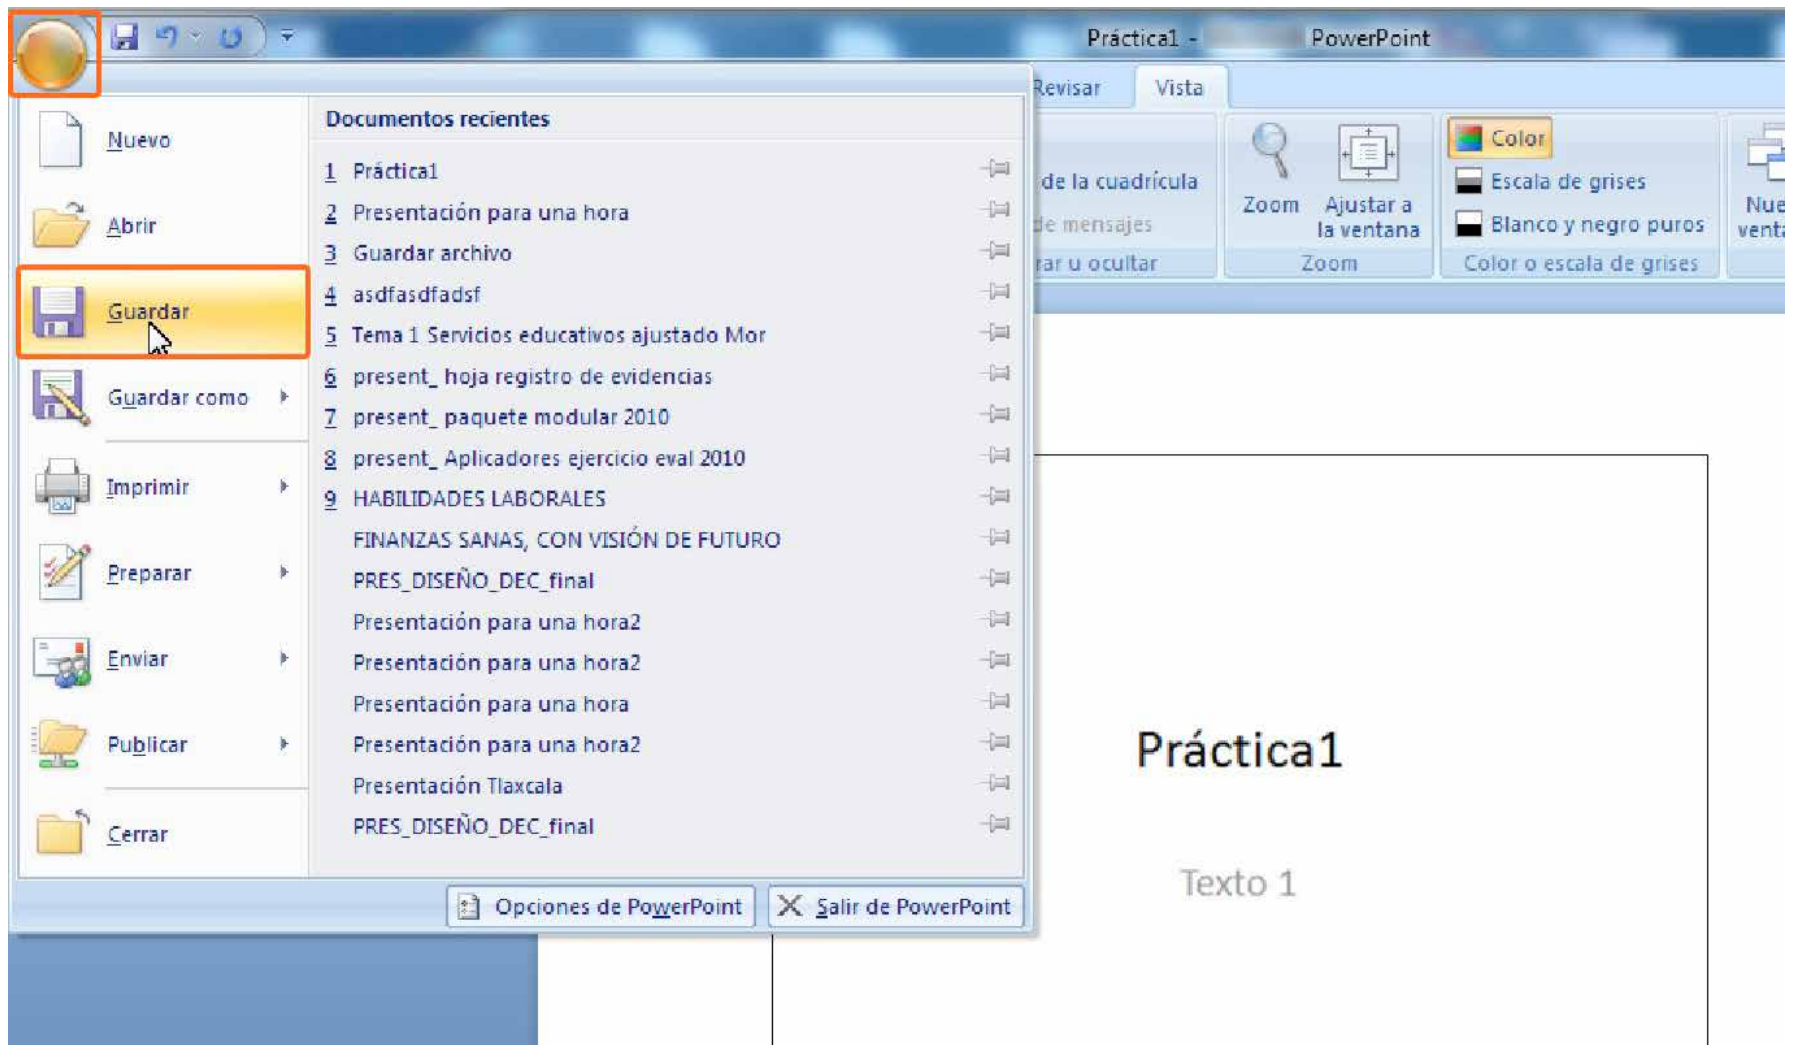 Práctica1 - PowerPoint
Revisar Vista
Nuevo
Abrir
Guardar
Guardar como
Imprimir
Preparar
Enviar
Publicar
Cerrar
Documentos recientes
1 Práctica1
2 Presentación para una hora
3 Guardar archivo
4 asdfasdfadsf
5 Tema 1 Servicios educativos ajustado Mor
6 present_ hoja registro de evidencias
7 present_ paquete modular 2010
8 present_ Aplicadores ejercicio eval 2010
9 HABILIDADES LABORALES
FINANZAS SANAS, CON VISIÓN DE FUTURO
PRES_DISEÑO_DEC_final
Presentación para una hora2
Presentación para una hora2
Presentación para una hora
Presentación para una hora2
Presentación Tlaxcala
PRES_DISEÑO_DEC_final
Opciones de PowerPoint
Salir de PowerPoint
de la cuadrícula
de mensajes
rar u ocultar
Zoom
Ajustar a
la ventana
Zoom
Color
Escala de grises
Blanco y negro puros
Color o escala de grises
Nue
venta
Práctica1
Texto 1